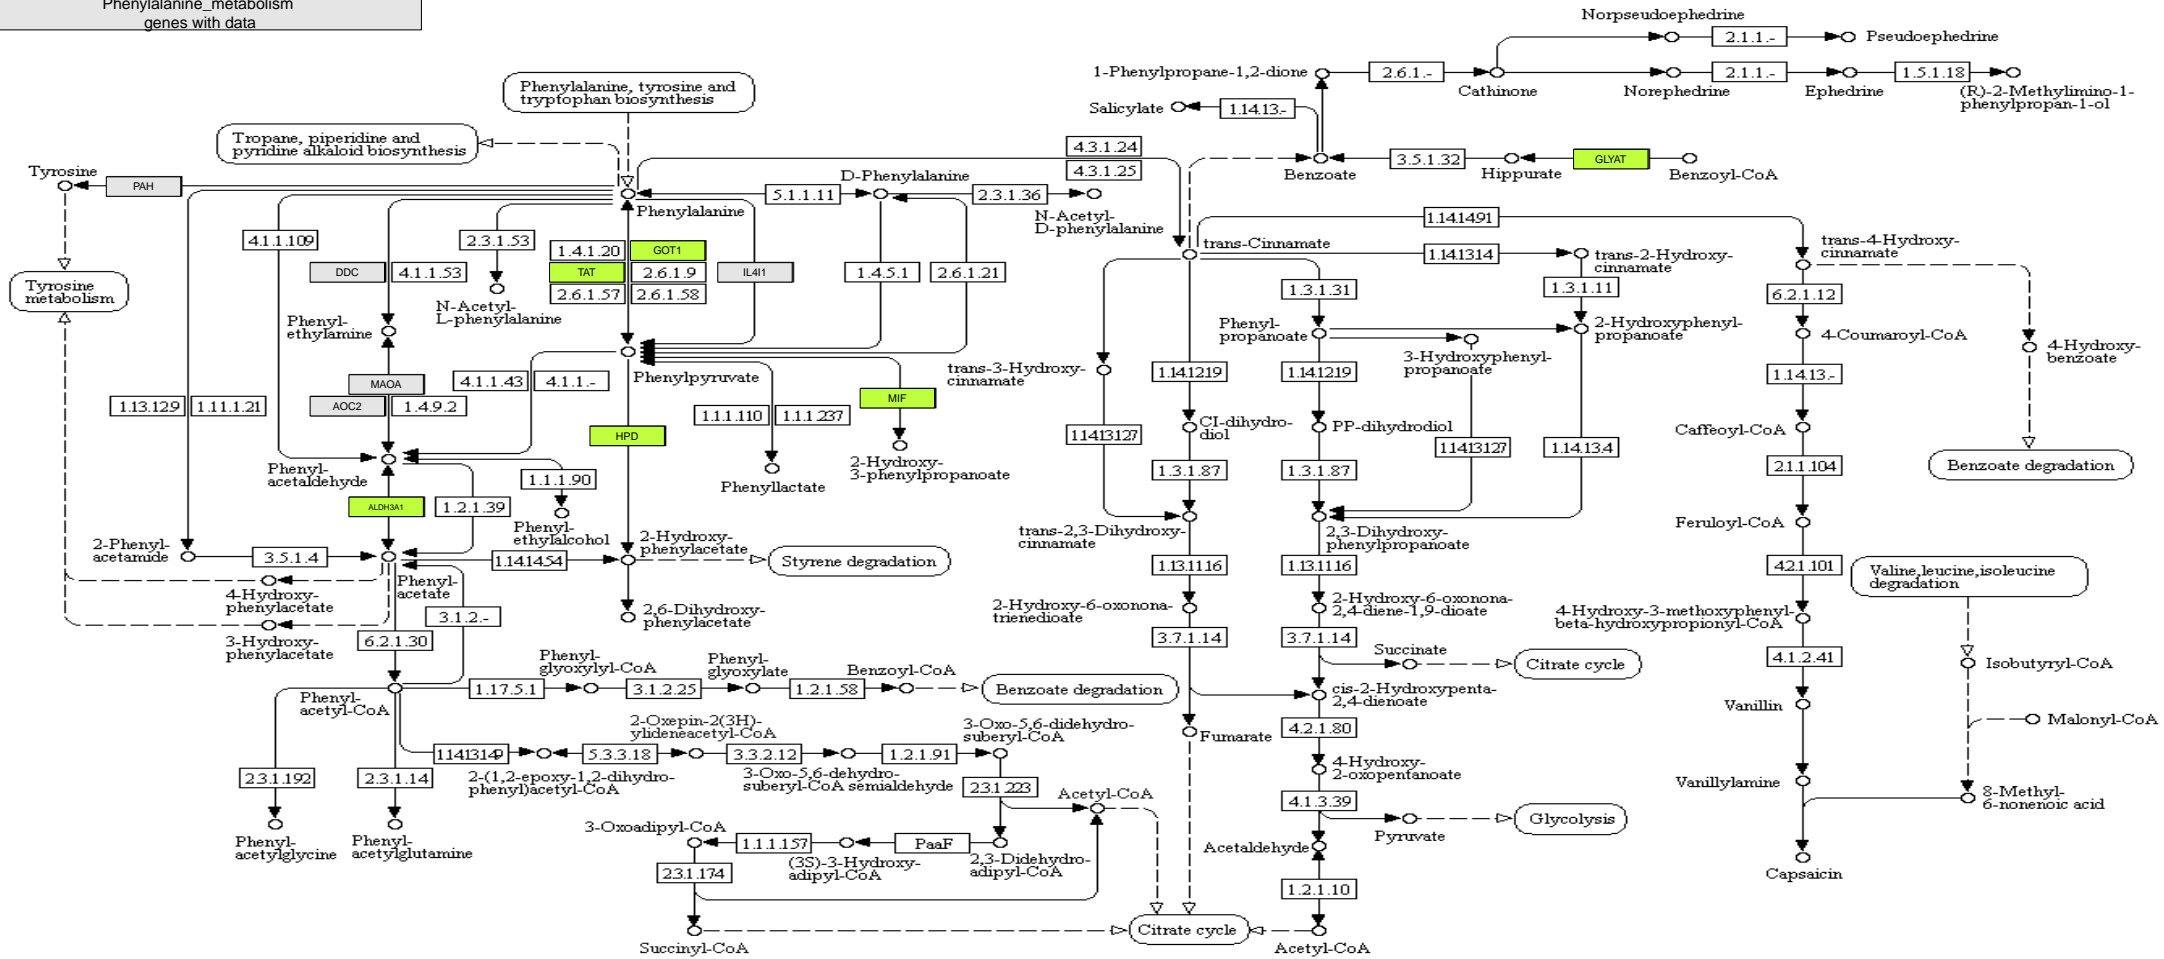 Phenylalanine_metabolism
genes with data
Norpseudoephedrine
2.1.1.-
Pseudoephedrine
1-Phenylpropane-1,2-dione
2.6.1.-
Cathinone
2.1.1.-
Norephedrine
Ephedrine
1.5.1.18
(R)-2-Methylimino-1-
phenylpropan-1-ol
Phenylalanine, tyrosine and
tryptophan biosynthesis
Salicylate
1.14.13.-
Tropane, piperidine and
pyridine alkaloid biosynthesis
4.3.1.24
4.3.1.25
Benzoate
3.5.1.32
Hippurate
GLYAT
Benzoyl-CoA
Tyrosine
PAH
Phenylalanine
5.1.1.11
D-Phenylalanine
2.3.1.36
N-Acetyl-
D-phenylalanine
4.1.1.109
2.3.1.53
1.4.1.20
GOT1
trans-Cinnamate
1.14.14.91
1.14.13.14
trans-2-Hydroxy-
cinnamate
trans-4-Hydroxy-
cinnamate
DDC
4.1.1.53
TAT
2.6.1.9
IL4I1
1.4.5.1
2.6.1.21
2.6.1.57
2.6.1.58
Tyrosine
metabolism
N-Acetyl-
L-phenylalanine
1.3.1.31
1.3.1.11
6.2.1.12
Phenyl-
ethylamine
Phenyl-
propanoate
2-Hydroxyphenyl-
propanoate
4-Coumaroyl-CoA
4-Hydroxy-
benzoate
3-Hydroxyphenyl-
propanoate
Phenylpyruvate
trans-3-Hydroxy-
cinnamate
MAOA
4.1.1.43
4.1.1.-
1.14.12.19
1.14.12.19
1.14.13.-
1.13.12.9
1.11.1.21
AOC2
1.4.9.2
MIF
1.1.1.110
1.1.1.237
HPD
CI-dihydro-
diol
PP-dihydrodiol
Caffeoyl-CoA
1.14.13.127
1.14.13.127
1.14.13.4
Phenyl-
acetaldehyde
2-Hydroxy-
3-phenylpropanoate
Phenyllactate
1.3.1.87
1.3.1.87
2.1.1.104
Benzoate degradation
1.1.1.90
ALDH3A1
1.2.1.39
Phenyl-
ethylalcohol
Feruloyl-CoA
2-Phenyl-
acetamide
3.5.1.4
1.14.14.54
2-Hydroxy-
phenylacetate
Styrene degradation
trans-2,3-Dihydroxy-
cinnamate
2,3-Dihydroxy-
phenylpropanoate
1.13.11.16
1.13.11.16
4.2.1.101
Valine,leucine,isoleucine
degradation
Phenyl-
acetate
4-Hydroxy-
phenylacetate
3-Hydroxy-
phenylacetate
3.1.2.-
6.2.1.30
2,6-Dihydroxy-
phenylacetate
2-Hydroxy-6-oxonona-
trienedioate
2-Hydroxy-6-oxonona-
2,4-diene-1,9-dioate
4-Hydroxy-3-methoxyphenyl-
beta-hydroxypropionyl-CoA
3.7.1.14
3.7.1.14
Succinate
Citrate cycle
4.1.2.41
Isobutyryl-CoA
Phenyl-
acetyl-CoA
1.17.5.1
Phenyl-
glyoxylyl-CoA
3.1.2.25
Phenyl-
glyoxylate
1.2.1.58
Benzoyl-CoA
Benzoate degradation
cis-2-Hydroxypenta-
2,4-dienoate
Vanillin
Malonyl-CoA
2-Oxepin-2(3H)-
ylideneacetyl-CoA
3-Oxo-5,6-didehydro-
suberyl-CoA
Fumarate
4.2.1.80
1.14.13.149
5.3.3.18
3.3.2.12
1.2.1.91
2-(1,2-epoxy-1,2-dihydro-
phenyl)acetyl-CoA
3-Oxo-5,6-dehydro-
suberyl-CoA semialdehyde
2.3.1.192
2.3.1.14
2.3.1.223
4-Hydroxy-
2-oxopentanoate
Vanillylamine
8-Methyl-
6-nonenoic acid
Acetyl-CoA
4.1.3.39
Pyruvate
Glycolysis
Phenyl-
acetylglycine
Phenyl-
acetylglutamine
3-Oxoadipyl-CoA
1.1.1.157
(3S)-3-Hydroxy-
adipyl-CoA
PaaF
2,3-Didehydro-
adipyl-CoA
Acetaldehyde
Capsaicin
2.3.1.174
1.2.1.10
Succinyl-CoA
Citrate cycle
Acetyl-CoA